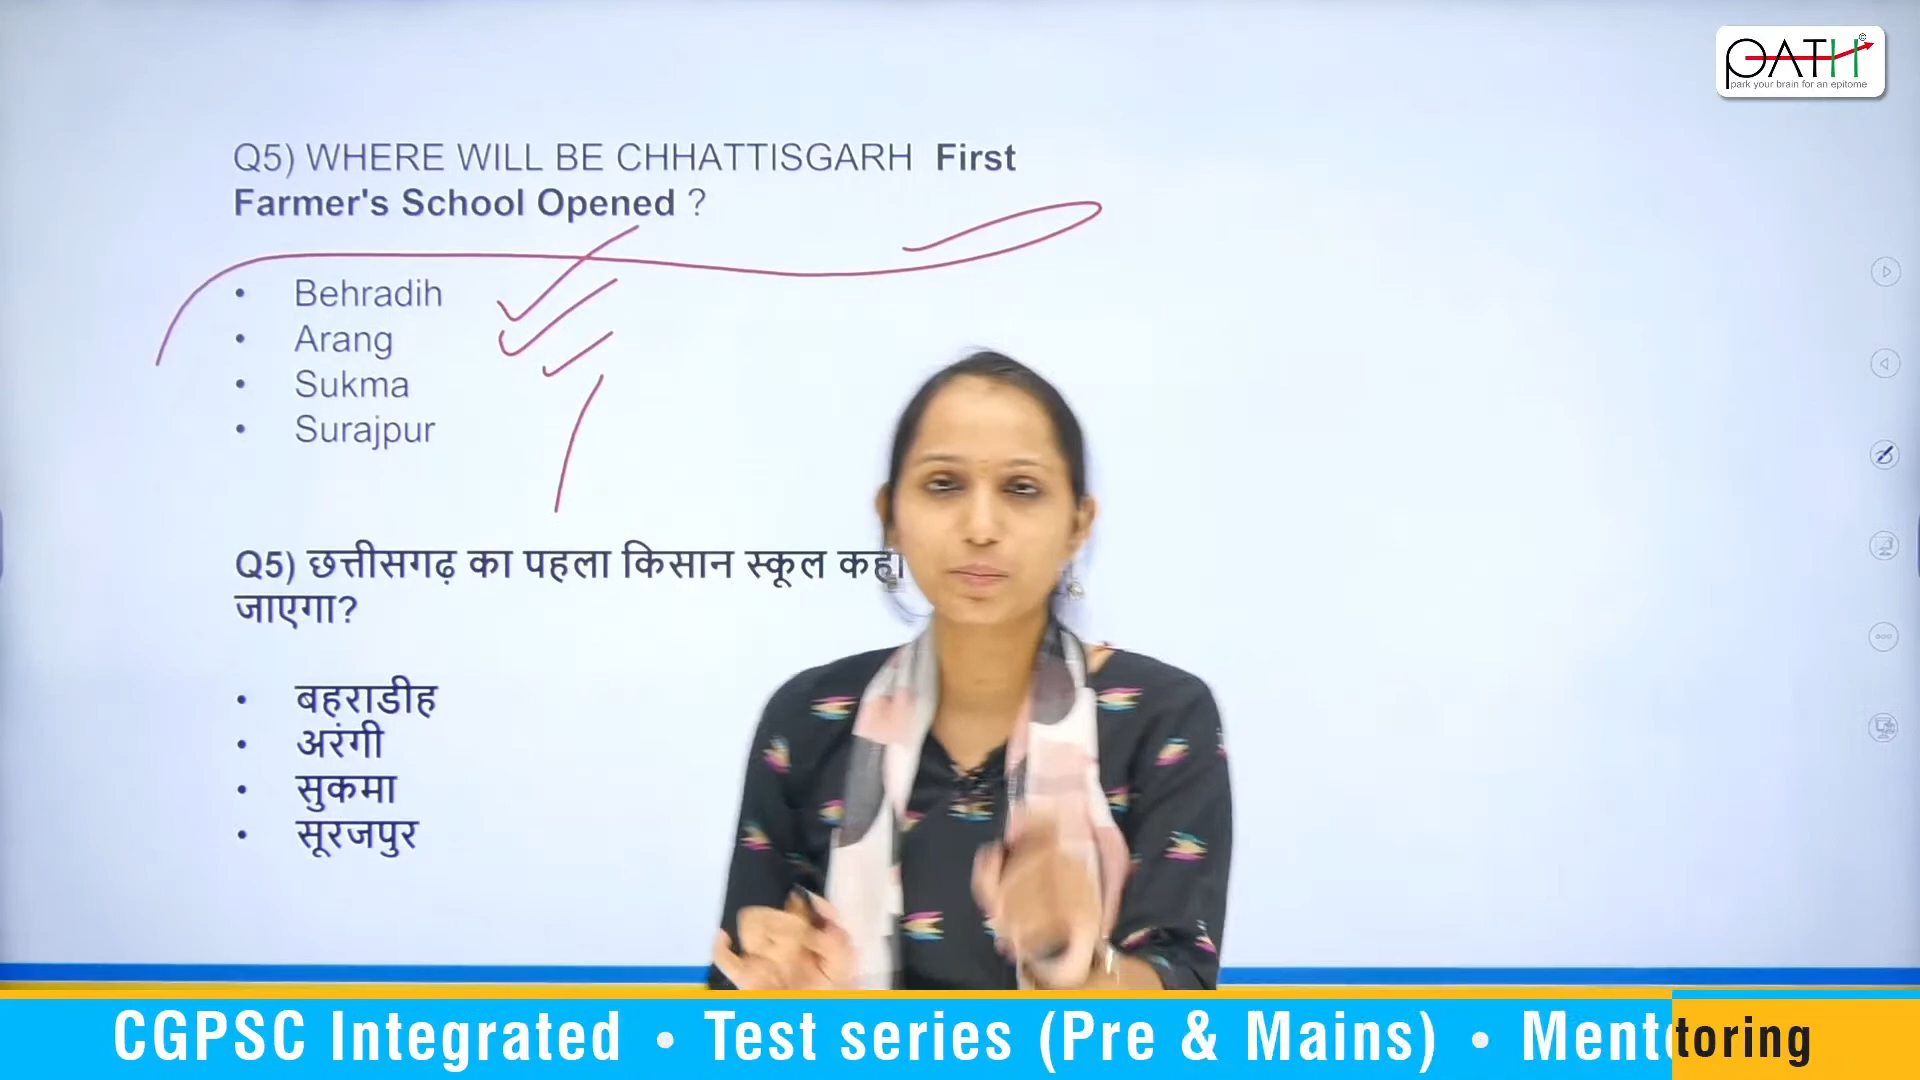 PATH©
park your brain for an epitome
Q5) WHERE WILL BE CHHATTISGARH First
Farmer's School Opened ?
• Behradih
• Arang
• Sukma
• Surajpur
Q5) छत्तीसगढ़ का पहला किसान स्कूल कहा
जाएगा?
• बहराडीह
• अरंगी
• सुकमा
• सूरजपुर
CGPSC Integrated • Test series (Pre & Mains) • Mentoring